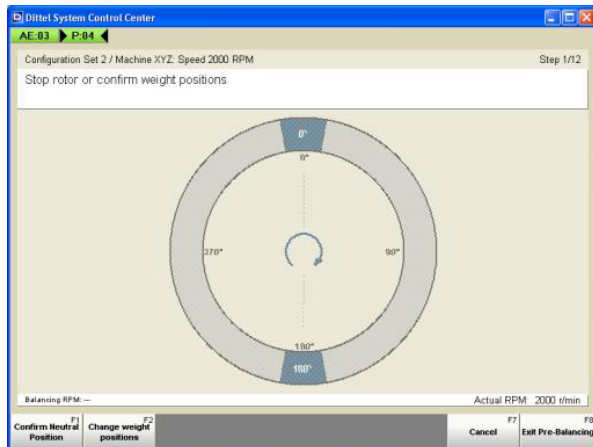 Dittel System Control Center
AE:03 P:04
Configuration Set 2 / Machine XYZ: Speed 2000 RPM Step 1/12
Stop rotor or confirm weight positions
0°
0°
270° 90°
180°
180°
Balancing RPM: --- Actual RPM: 2000 r/min
F1 F2 F7 F8
Confirm Neutral Change weight Cancel Exit Pre-Balancing
Position positions